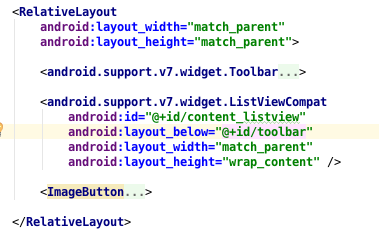 <RelativeLayout
android:layout_width="match_parent"
android:layout_height="match_parent">
<android.support.v7.widget.Toolbar...>
<android.support.v7.widget.ListViewCompat
android:id="@+id/content_listview"
android:layout_below="@+id/toolbar"
android:layout_width="match_parent"
android:layout_height="wrap_content" />
<ImageButton...>
</RelativeLayout>